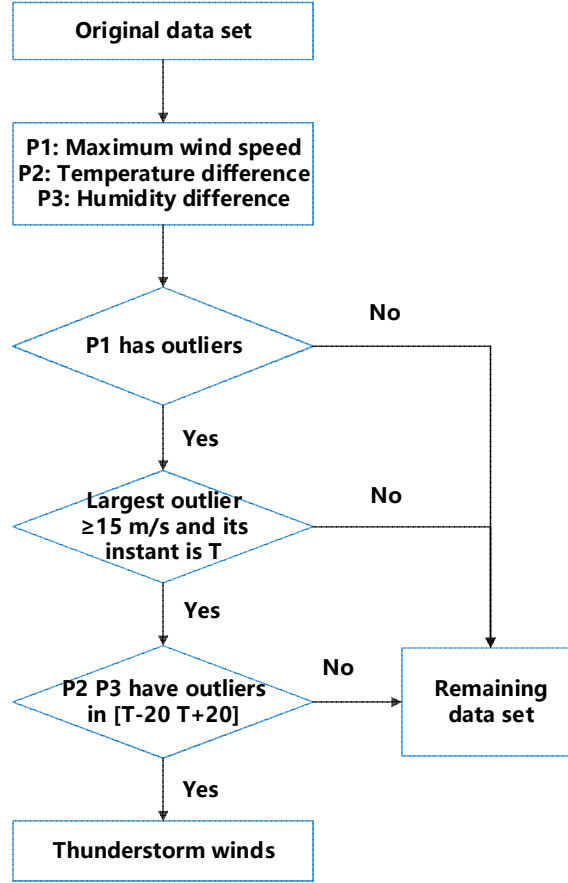 Original data set
P1: Maximum wind speed
P2: Temperature difference
P3: Humidity difference
No
P1 has outliers
Yes
Largest outlier
≥15 m/s and its
instant is T
No
Yes
P2 P3 have outliers
in [T-20 T+20]
No
Remaining
data set
Yes
Thunderstorm winds